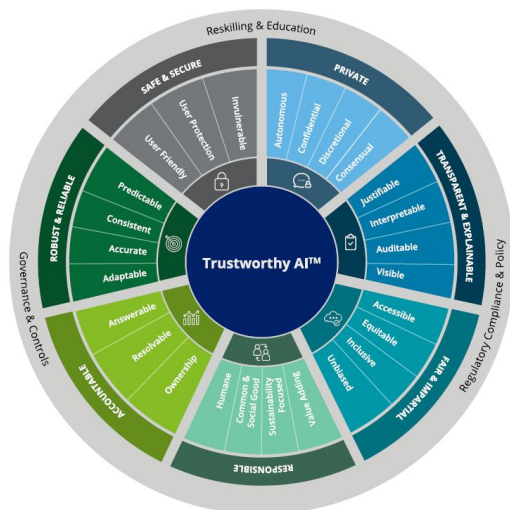 Reskilling & Education
Regulatory Compliance & Policy
Governance & Controls
Trustworthy AI™
SAFE & SECURE
User Friendly
User Protection
Invulnerable
PRIVATE
Autonomous
Confidential
Discretional
Consensual
TRANSPARENT & EXPLAINABLE
Justifiable
Interpretable
Auditable
Visible
FAIR & IMPARTIAL
Accessible
Equitable
Inclusive
Unbiased
RESPONSIBLE
Humane
Common &
Social Good
Sustainability
Focused
Value Adding
ACCOUNTABLE
Answerable
Resolvable
Ownership
ROBUST & RELIABLE
Predictable
Consistent
Accurate
Adaptable